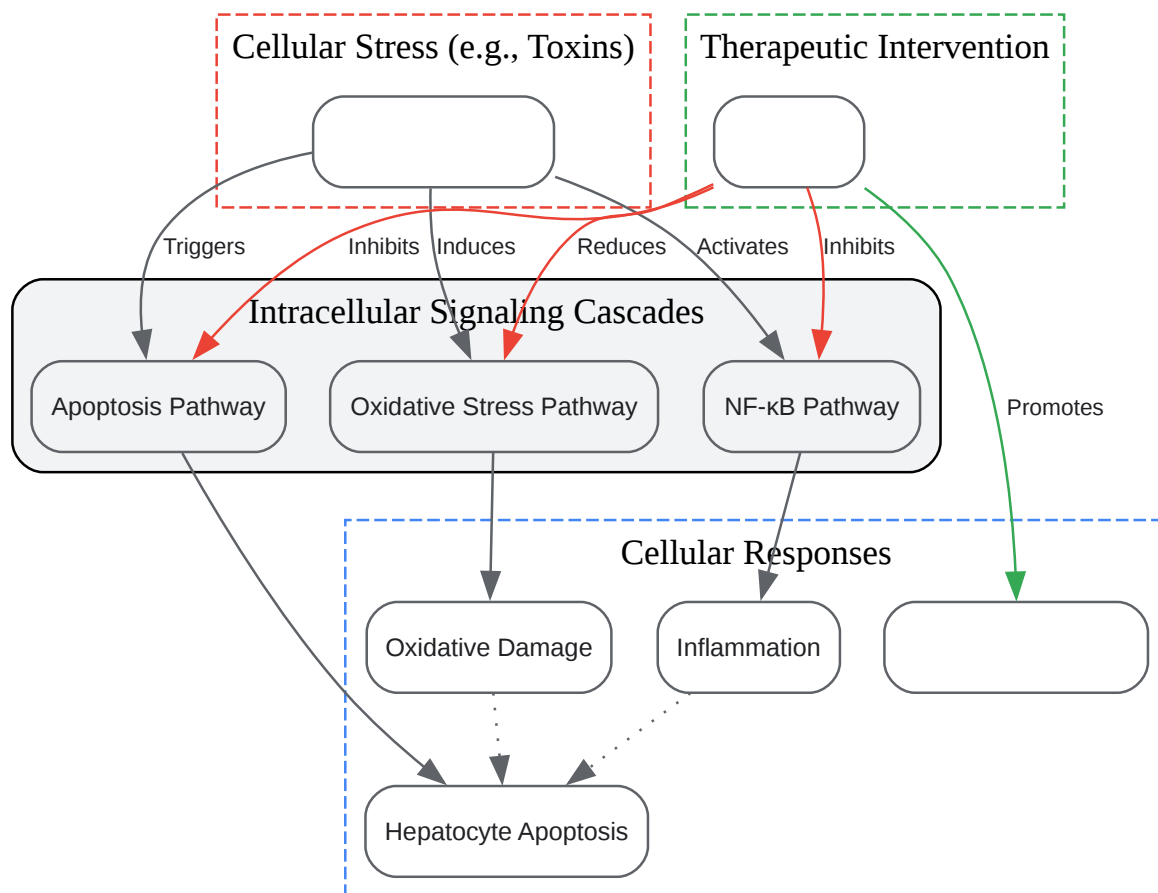 Cellular Stress (e.g., Toxins)
Therapeutic Intervention
Triggers
Inhibits
Induces
Reduces
Activates
Inhibits
Intracellular Signaling Cascades
Apoptosis Pathway
Oxidative Stress Pathway
NF-κB Pathway
Promotes
Cellular Responses
Oxidative Damage
Inflammation
Hepatocyte Apoptosis